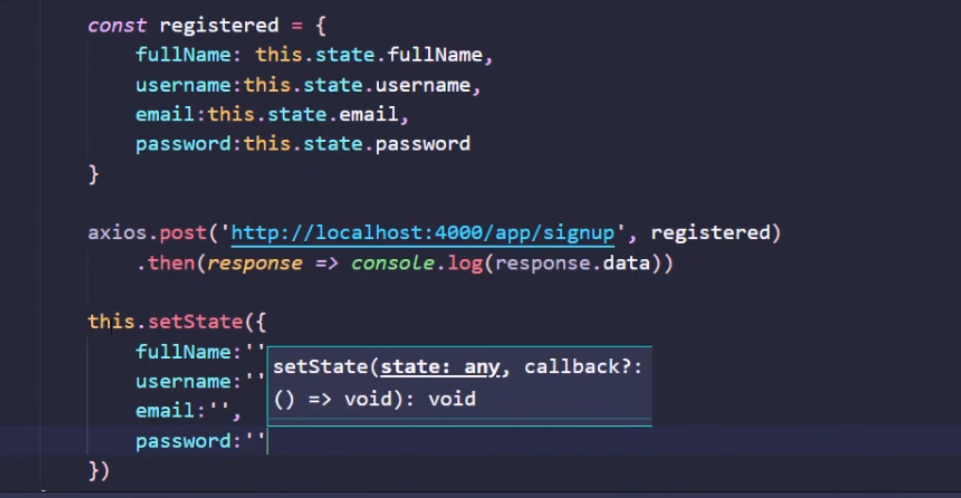 const registered = {
fullName: this.state.fullName,
username:this.state.username,
email:this.state.email,
password:this.state.password
}
axios.post('http://localhost:4000/app/signup', registered)
.then(response => console.log(response.data))
this.setState({
fullName:''
username:''
email:'',
password:''
})
setState(state: any, callback?:
() => void): void